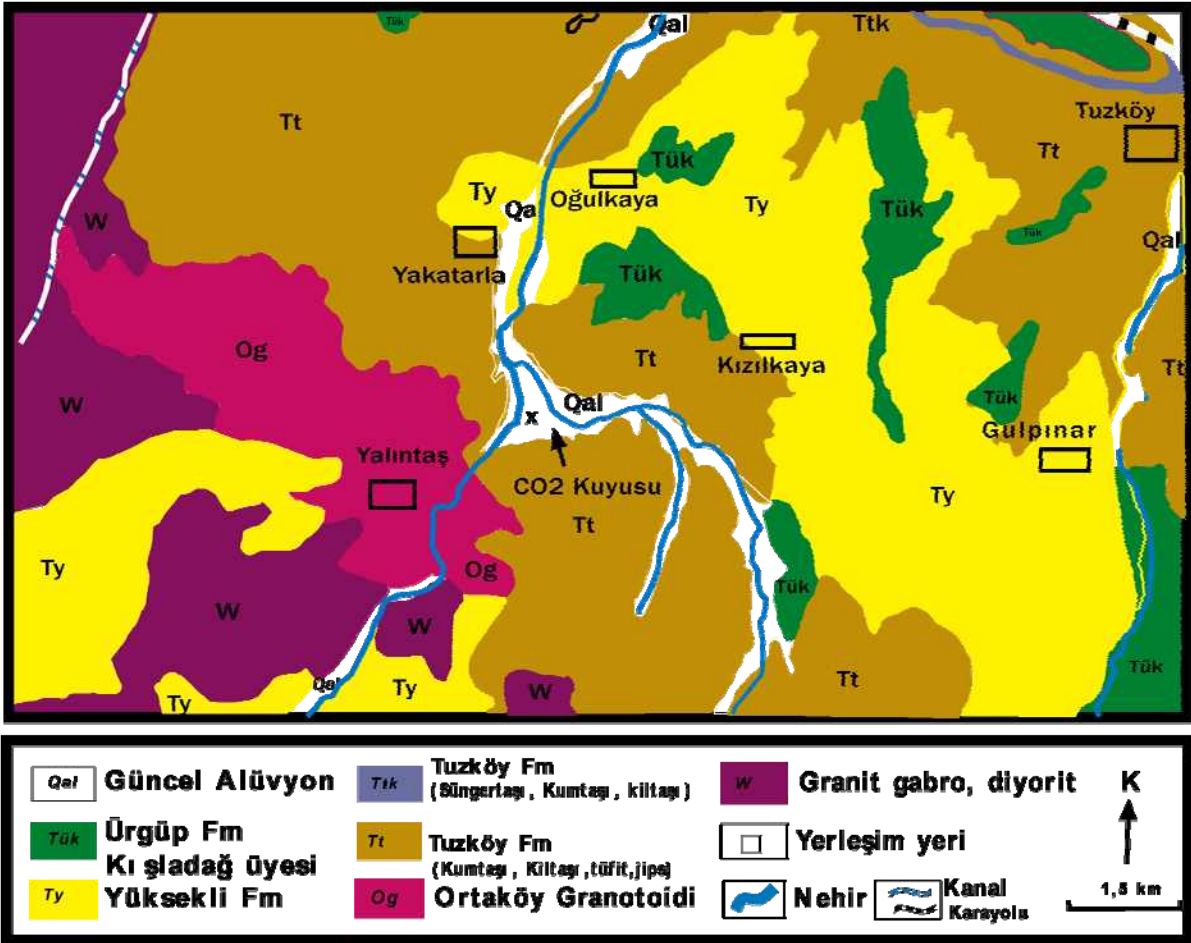 Tük
Qal
Ttk
Tuzköy
Tt
Tt
Tük
Ty
Oğulkaya
Ty
Tük
W
Qa
Tük
Qal
Yakatarla
Tük
Og
Tt
Kızılkaya
Tt
W
Qal
Tük
x
Gulpınar
Yalıntaş
CO2 Kuyusu
Ty
Tt
Ty
Og
Tük
W
W
Tük
Qal
Ty
W
Tt
Ty
Qal Güncel Alüvyon
Ttk Tuzköy Fm
(Süngertaşı, Kumtaşı, kiltaşı)
W Granit gabro, diyorit
K
Tük Ürgüp Fm
Kı şladağ üyesi
Tt Tuzköy Fm
(Kumtaşı, Kiltaşı,tüfit,jips)
Yerleşim yeri
Ty Yüksekli Fm
Og Ortaköy Granotoidi
Nehir
Kanal
Karayolu
1,5 km